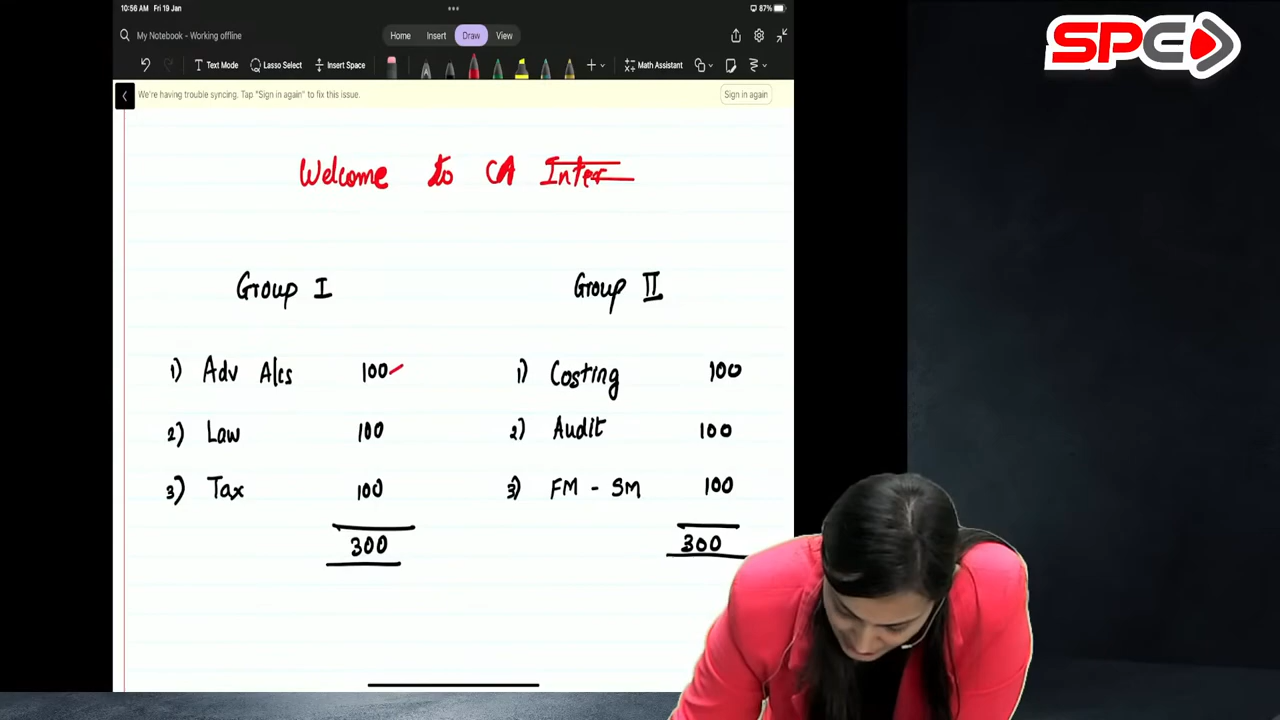 10:56 AM Fri 19 Jan
87%
SPC
My Notebook - Working offline
Home Insert Draw View
Text Mode Lasso Select Insert Space Math Assistant
We're having trouble syncing. Tap "Sign in again" to fix this issue.
Sign in again
Welcome to CA Inter
Group I
Group II
1) Adv A/cs 100
1) Costing 100
2) Law 100
2) Audit 100
3) Tax 100
3) FM - SM 100
300
300